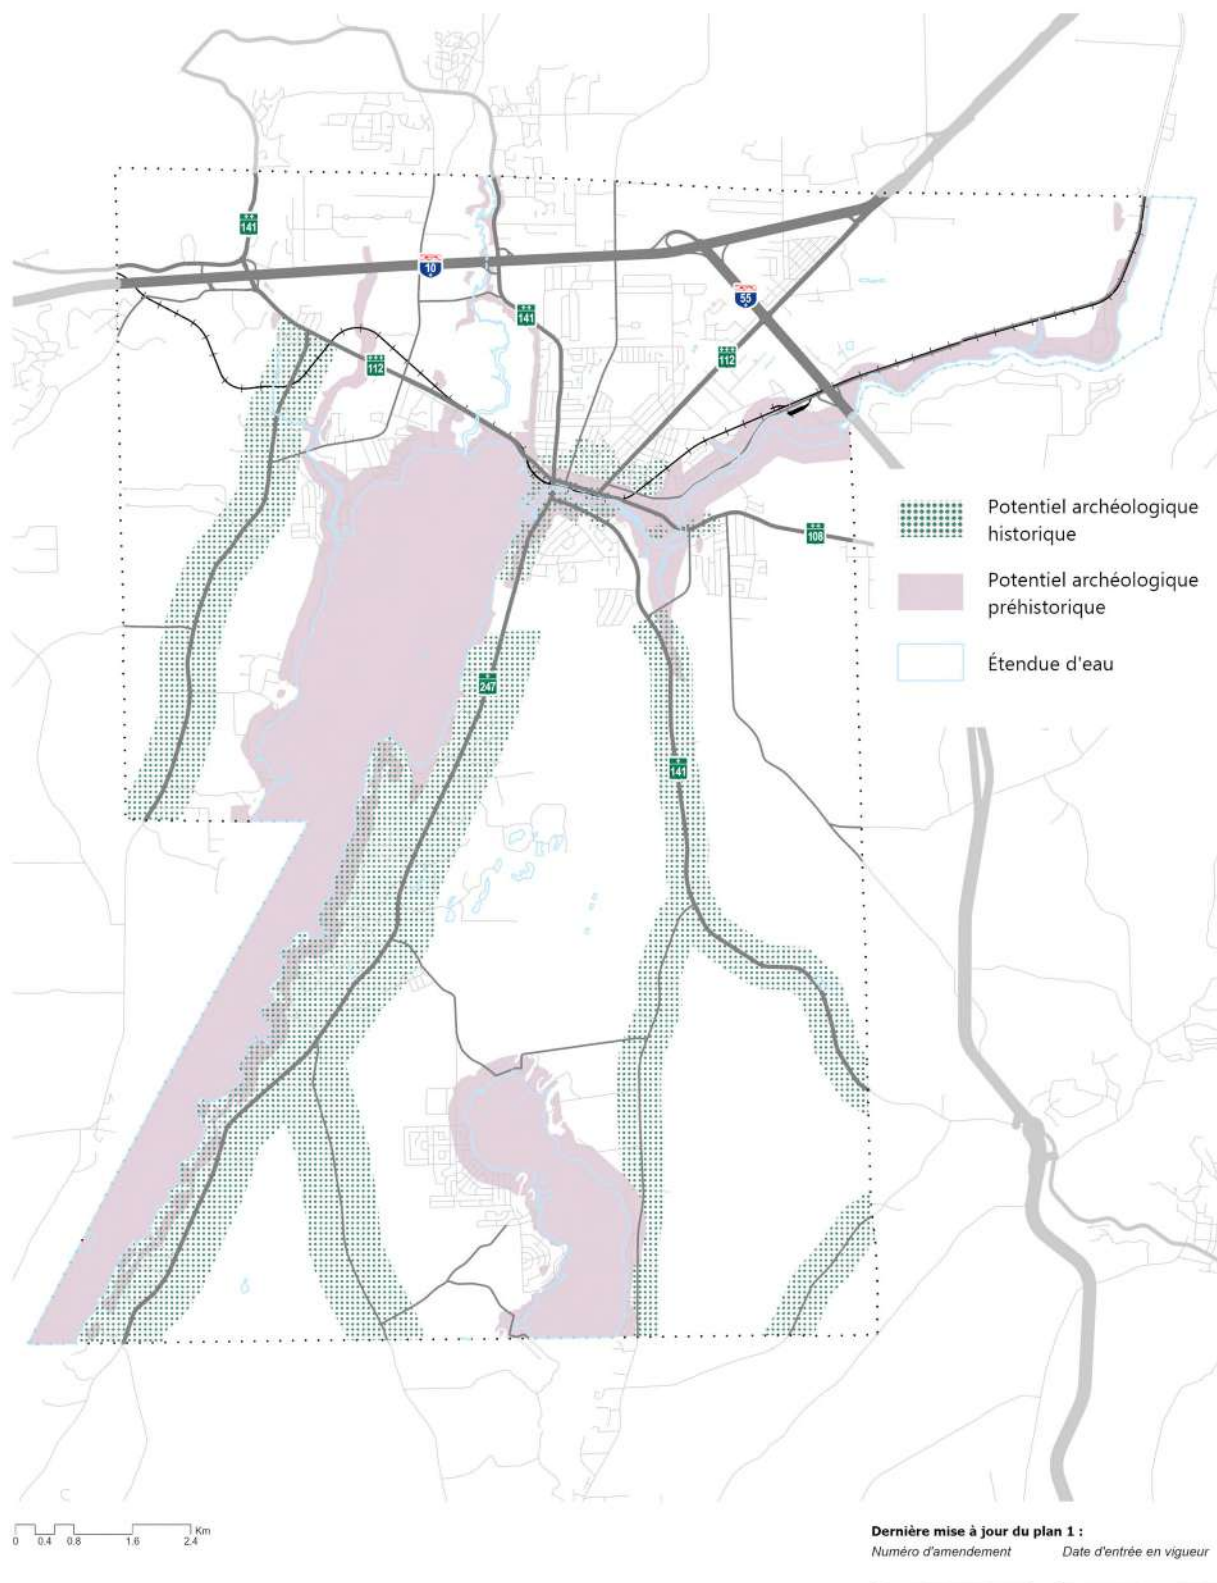 141
10
141
55
112
112
108
Potentiel archéologique
historique
Potentiel archéologique
préhistorique
Étendue d'eau
247
141
Km
0 0.4 0.8 1.6 2.4
Dernière mise à jour du plan 1 :
Numéro d'amendement Date d'entrée en vigueur